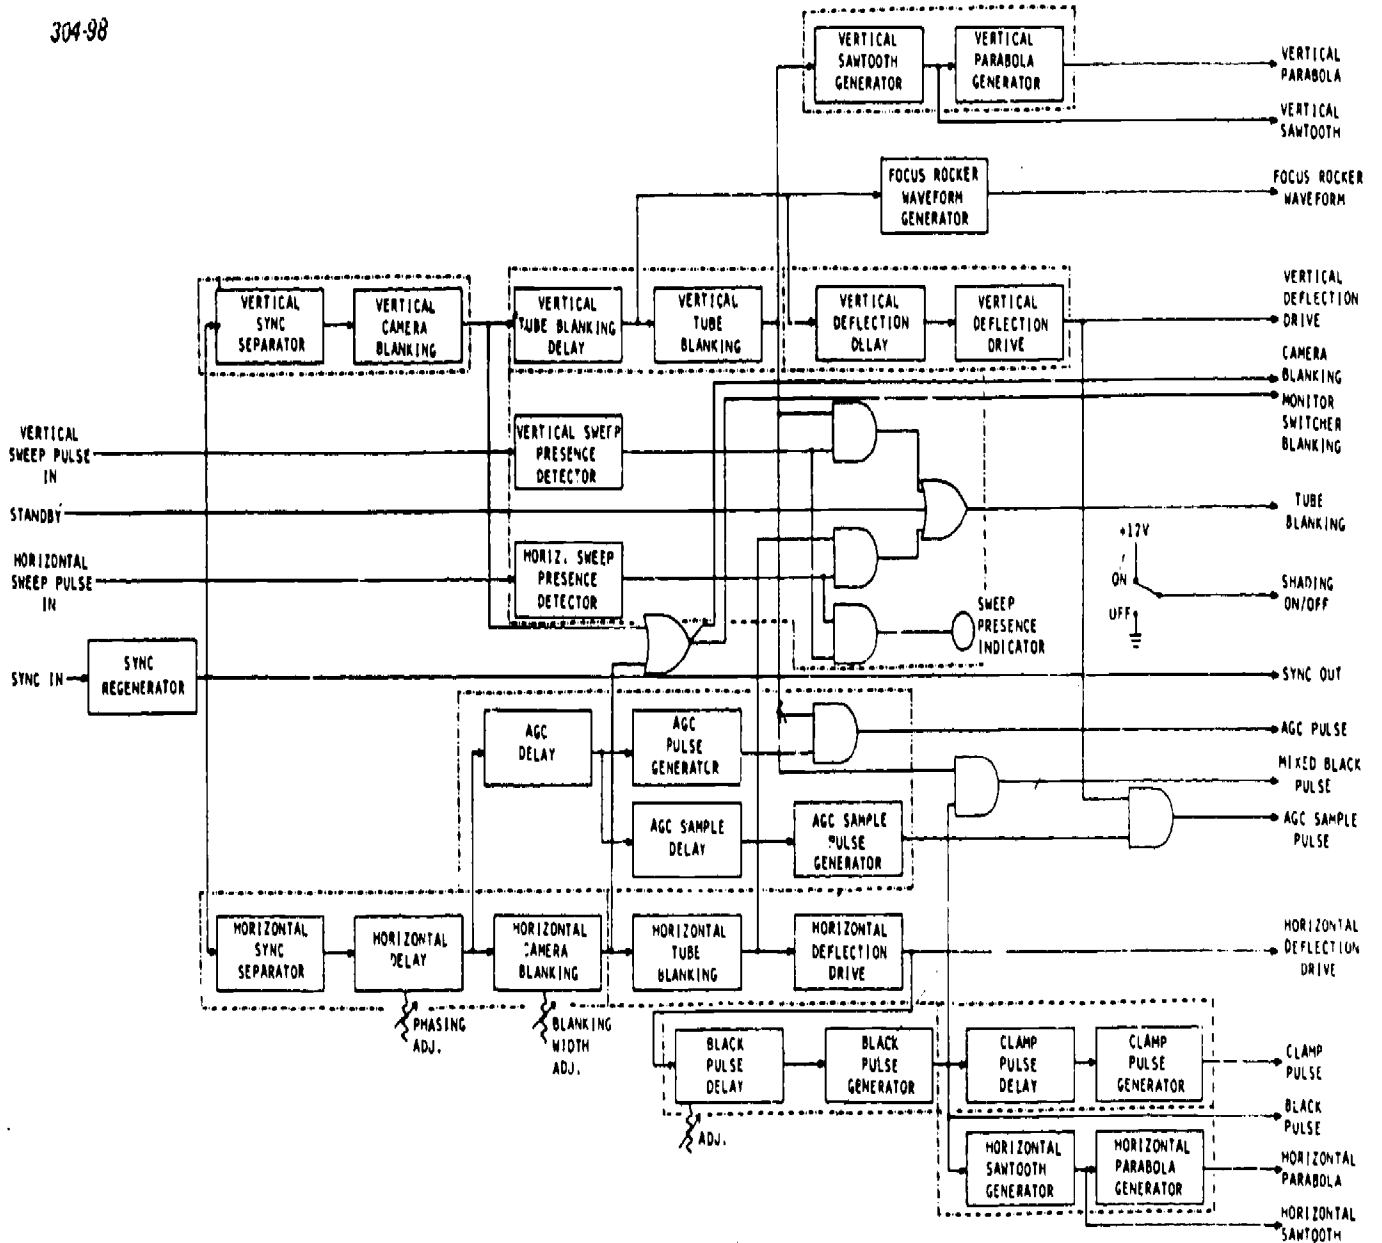 304-98
VERTICAL
SAWTOOTH
GENERATOR
VERTICAL
PARABOLA
GENERATOR
VERTICAL
PARABOLA
VERTICAL
SAWTOOTH
FOCUS ROCKER
WAVEFORM
GENERATOR
FOCUS ROCKER
WAVEFORM
VERTICAL
SYNC
SEPARATOR
VERTICAL
CAMERA
BLANKING
VERTICAL
TUBE BLANKING
DELAY
VERTICAL
TUBE
BLANKING
VERTICAL
DEFLECTION
DELAY
VERTICAL
DEFLECTION
DRIVE
VERTICAL
DEFLECTION
DRIVE
CAMERA
BLANKING
MONITOR
SWITCHER
BLANKING
VERTICAL
SWEEP PULSE
IN
VERTICAL SWEEP
PRESENCE
DETECTOR
STANDBY
TUBE
BLANKING
HORIZONTAL
SWEEP PULSE
IN
HORIZ. SWEEP
PRESENCE
DETECTOR
+12V
ON
OFF
SHADING
ON/OFF
SWEEP
PRESENCE
INDICATOR
SYNC IN
SYNC
REGENERATOR
SYNC OUT
AGC
DELAY
AGC
PULSE
GENERATOR
AGC PULSE
MIXED BLACK
PULSE
AGC SAMPLE
DELAY
AGC SAMPLE
PULSE
GENERATOR
AGC SAMPLE
PULSE
HORIZONTAL
SYNC
SEPARATOR
HORIZONTAL
DELAY
HORIZONTAL
CAMERA
BLANKING
HORIZONTAL
TUBE
BLANKING
HORIZONTAL
DEFLECTION
DRIVE
HORIZONTAL
DEFLECTION
DRIVE
PHASING
ADJ.
BLANKING
WIDTH
ADJ.
BLACK
PULSE
DELAY
BLACK
PULSE
GENERATOR
CLAMP
PULSE
DELAY
CLAMP
PULSE
GENERATOR
CLAMP
PULSE
ADJ.
BLACK
PULSE
HORIZONTAL
SAWTOOTH
GENERATOR
HORIZONTAL
PARABOLA
GENERATOR
HORIZONTAL
PARABOLA
HORIZONTAL
SAWTOOTH